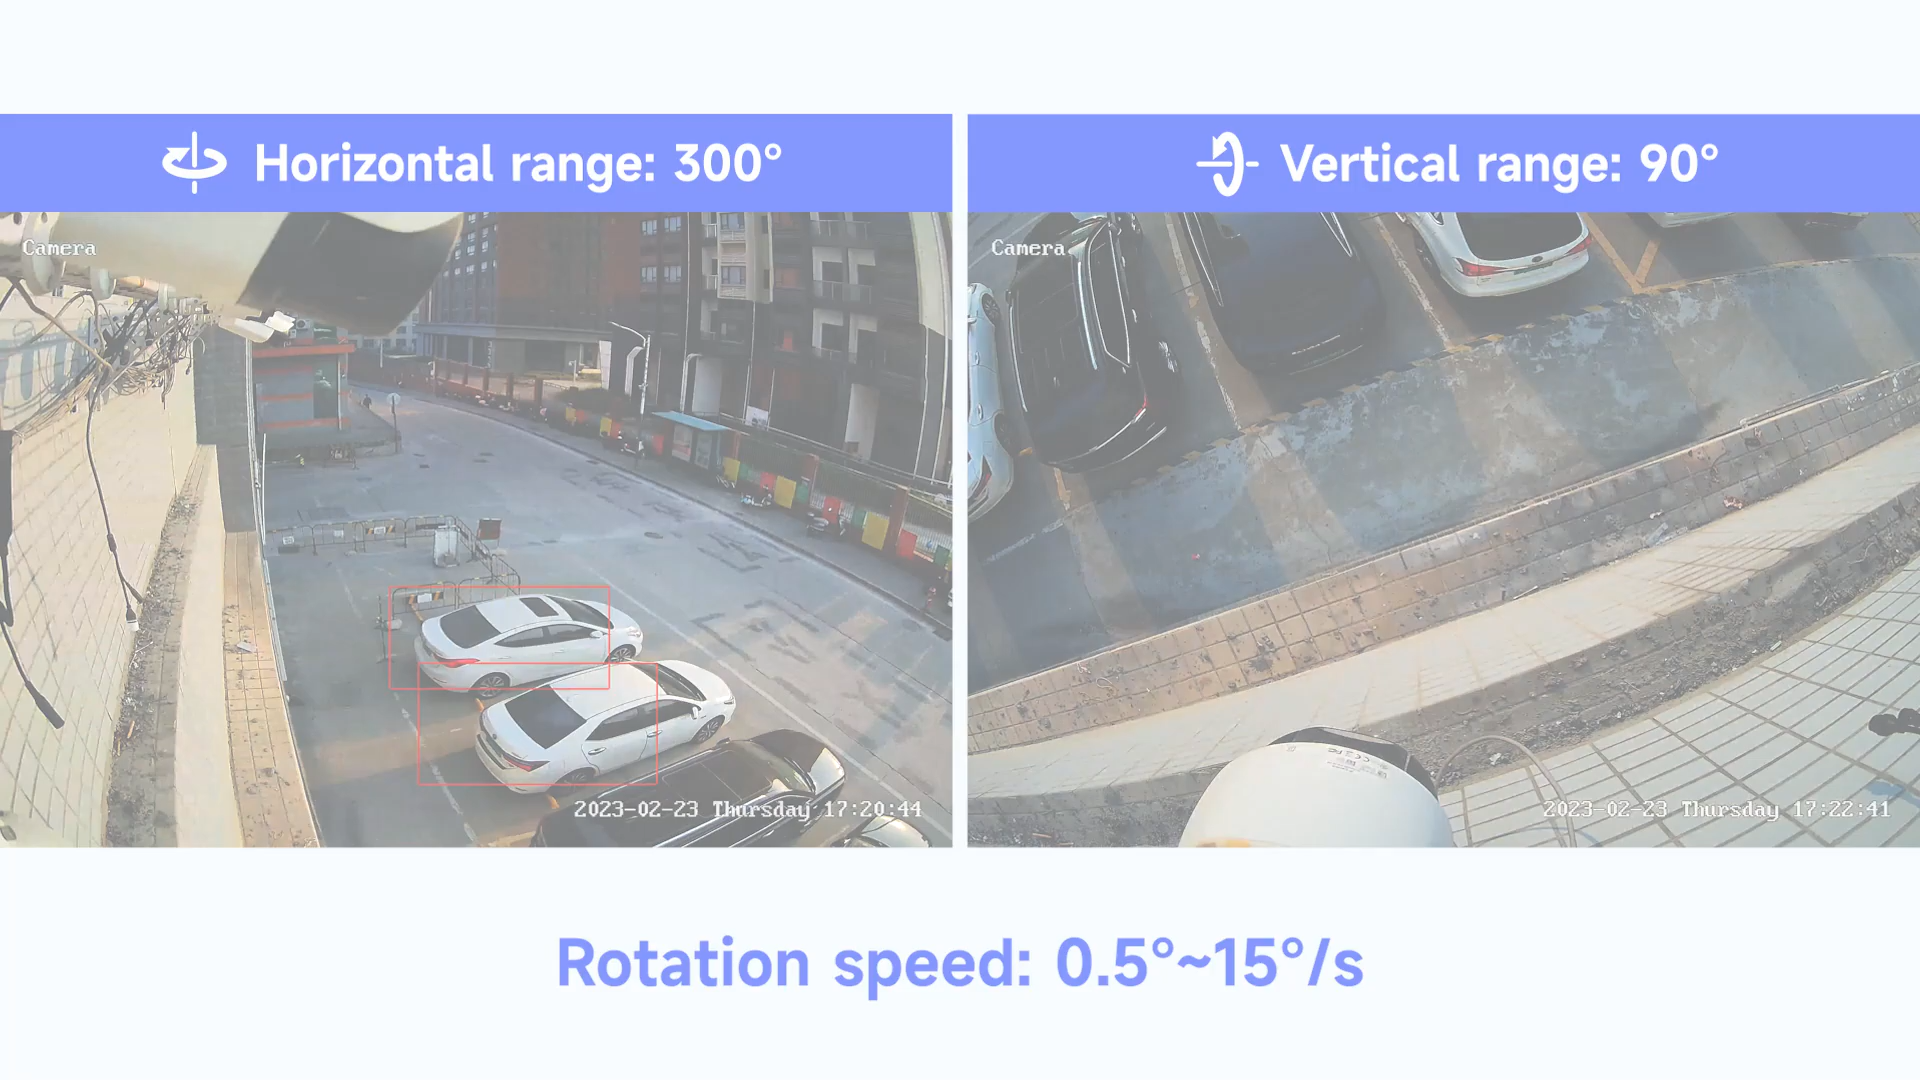 Horizontal range: 300°
Vertical range: 90°
Camera
Camera
2023-02-23 Thursday 17:20:44
2023-02-23 Thursday 17:22:41
Rotation speed: 0.5°~15°/s